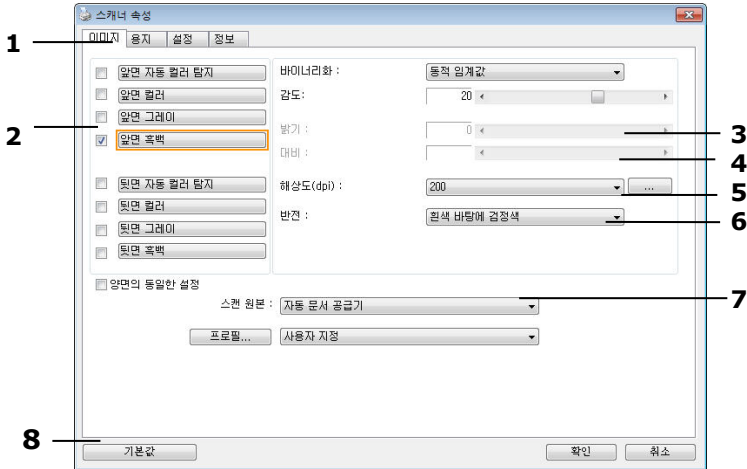 스캐너 속성
1
이미지 용지 설정 정보
2
앞면 자동 컬러 탐지
앞면 컬러
앞면 그레이
앞면 흑백
뒷면 자동 컬러 탐지
뒷면 컬러
뒷면 그레이
뒷면 흑백
바이너리화 : 동적 임계값
감도: 20
밝기 : 0 3
대비 : 4
해상도(dpi) : 200 ... 5
반전 : 흰색 바탕에 검정색 6
양면의 동일한 설정
스캔 원본 : 자동 문서 공급기 7
프로필... 사용자 지정
8
기본값 확인 취소